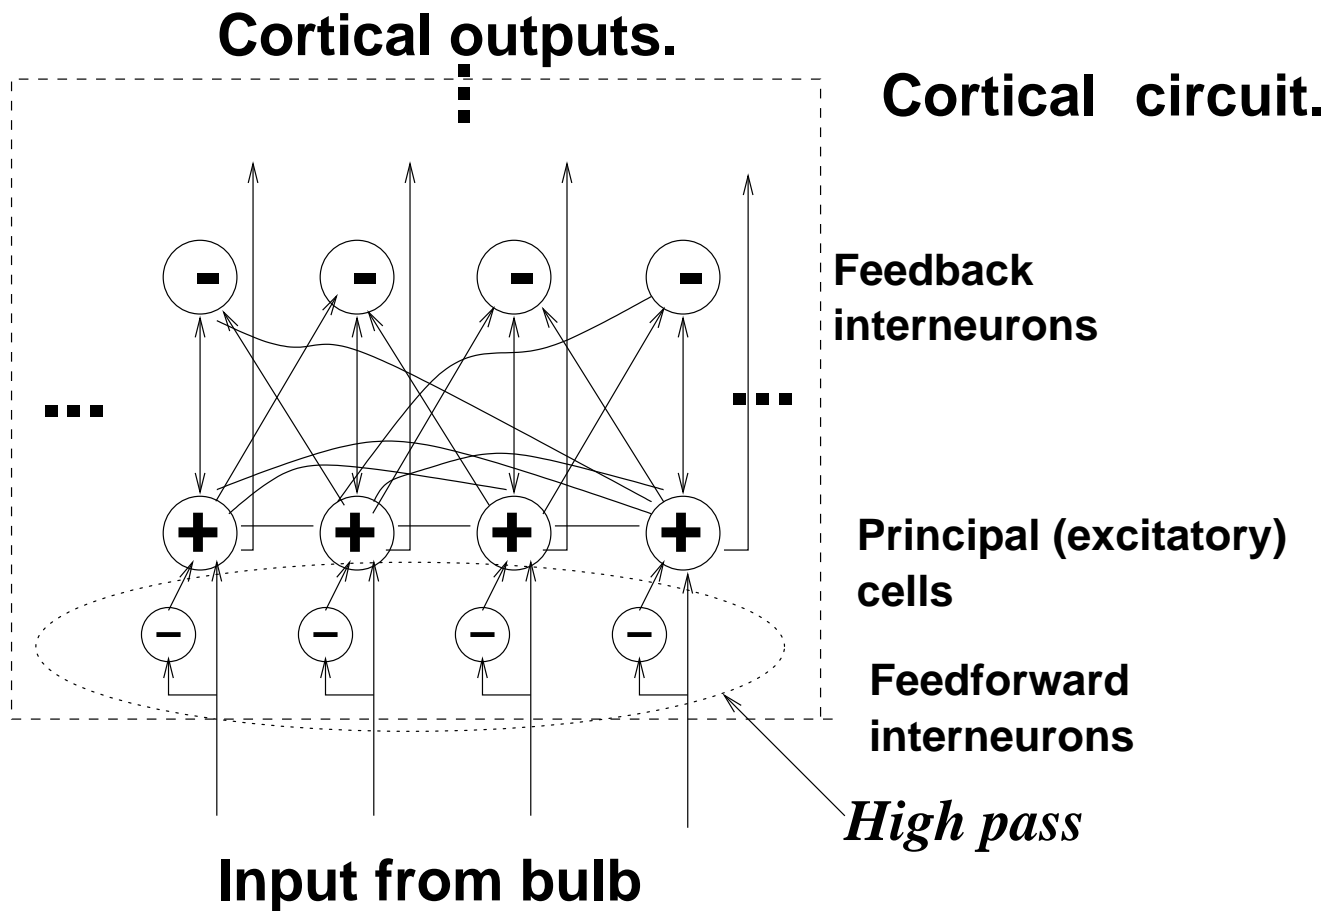 Cortical outputs.
Cortical circuit.
Feedback
interneurons
Principal (excitatory)
cells
Feedforward
interneurons
High pass
Input from bulb